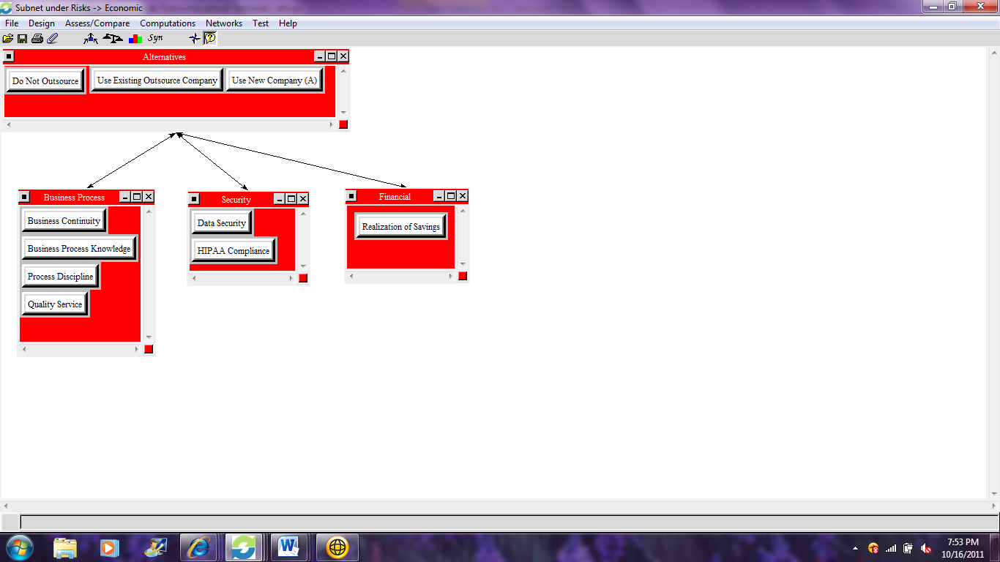 Subnet under Risks -> Economic
File Design Assess/Compare Computations Networks Test Help
Syn
Alternatives
Do Not Outsource Use Existing Outsource Company Use New Company (A)
Business Process
Business Continuity
Business Process Knowledge
Process Discipline
Quality Service
Security
Data Security
HIPAA Compliance
Financial
Realization of Savings
7:53 PM
10/16/2011